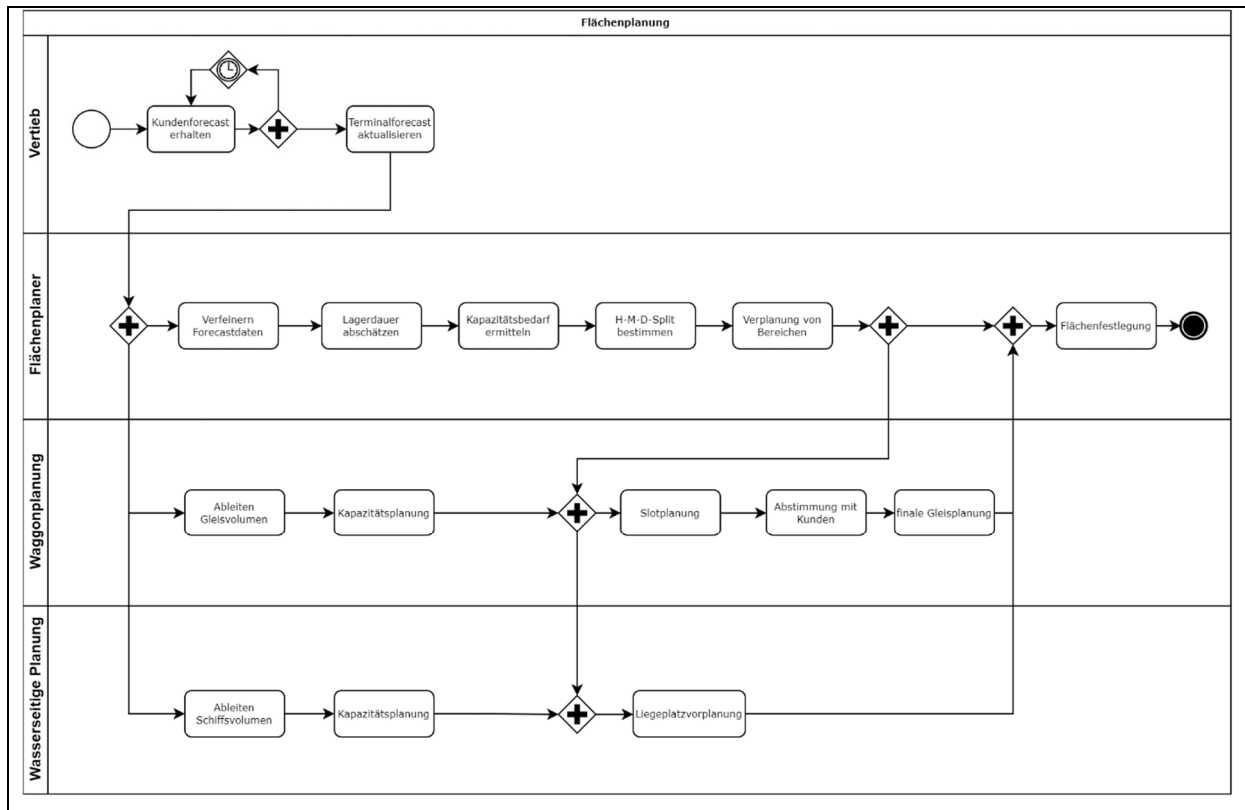 Flächenplanung
Vertieb
Kundenforecast
erhalten
Terminalforecast
aktualisieren
Flächenplaner
Verfeinern
Forecastdaten
Lagerdauer
abschätzen
Kapazitätsbedarf
ermitteln
H-M-D-Split
bestimmen
Verplanung von
Bereichen
Flächenfestlegung
Waggonplanung
Ableiten
Gleisvolumen
Kapazitätsplanung
Slotplanung
Abstimmung mit
Kunden
finale Gleisplanung
Wasserseitige Planung
Ableiten
Schiffsvolumen
Kapazitätsplanung
Liegeplatzvorplanung